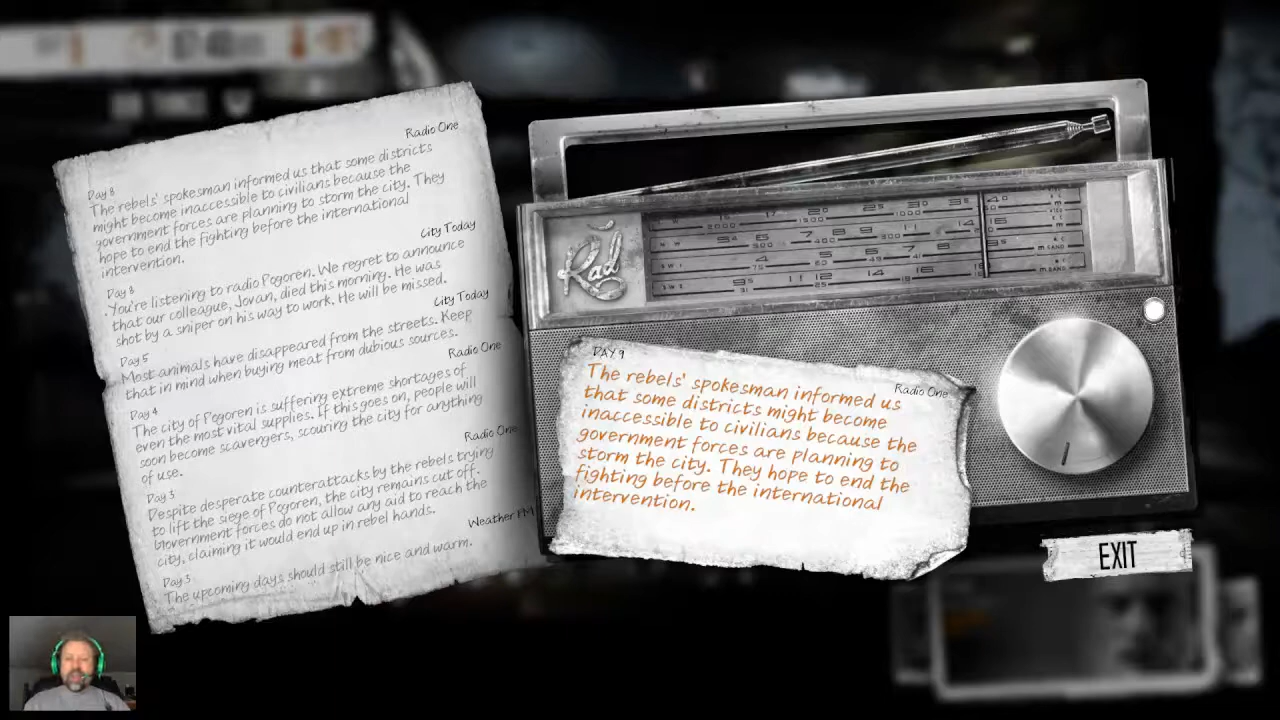 Radio One
Day 8
The rebels' spokesman informed us that some districts
might become inaccessible to civilians because the
government forces are planning to storm the city. They
hope to end the fighting before the international
intervention.
City Today
Day 8
You're listening to radio Pogoren. We regret to announce
that our colleague, Jovan, died this morning. He was
shot by a sniper on his way to work. He will be missed.
City Today
Day 5
Most animals have disappeared from the streets. Keep
that in mind when buying meat from dubious sources.
Radio One
Day 4
The city of Pogoren is suffering extreme shortages of
even the most vital supplies. If this goes on, people will
soon become scavengers, scouring the city for anything
of use.
Radio One
Day 3
Despite desperate counterattacks by the rebels trying
to lift the siege of Pogoren, the city remains cut off.
Government forces do not allow any aid to reach the
city, claiming it would end up in rebel hands.
Weather FM
Day 5
The upcoming days should still be nice and warm.
Rad
DAY 9
Radio One
The rebels' spokesman informed us
that some districts might become
inaccessible to civilians because the
government forces are planning to
storm the city. They hope to end the
fighting before the international
intervention.
EXIT